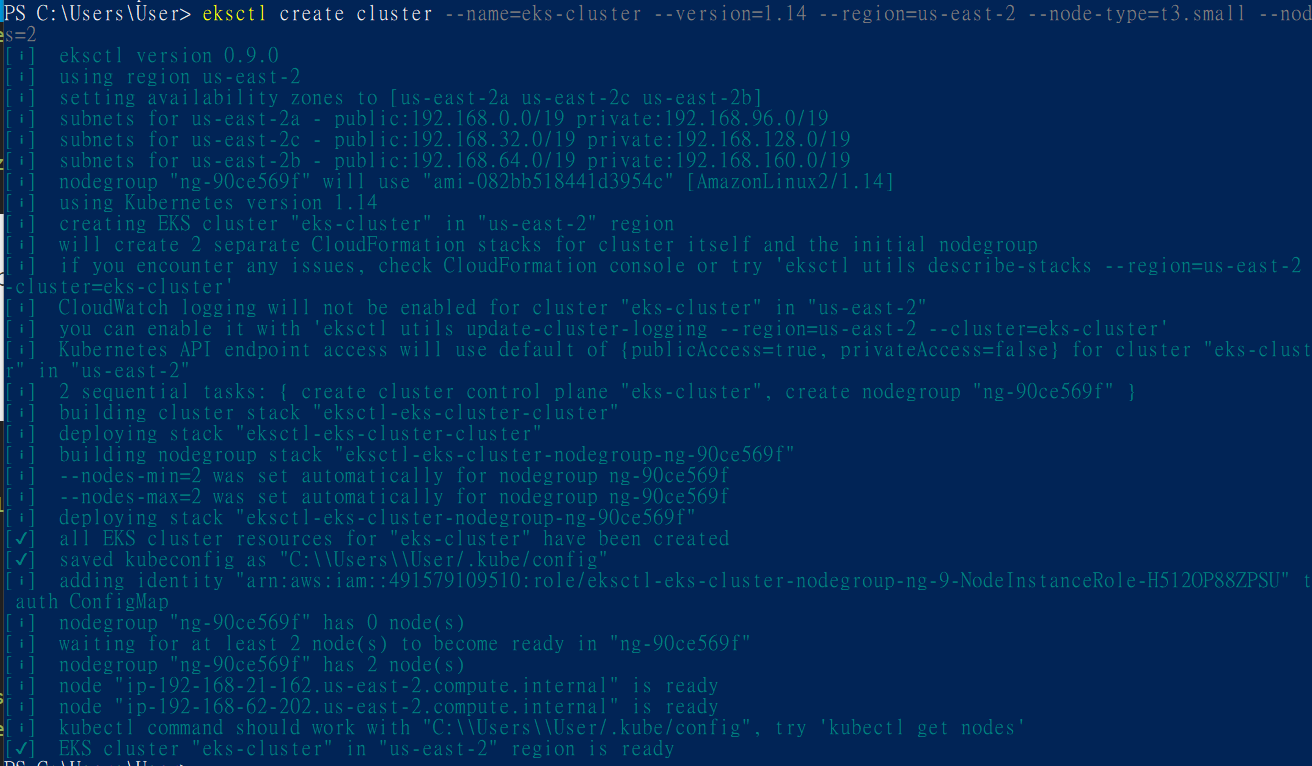 PS C:\Users\User> eksctl create cluster --name=eks-cluster --version=1.14 --region=us-east-2 --node-type=t3.small --nod
es=2
[i]  eksctl version 0.9.0
[i]  using region us-east-2
[i]  setting availability zones to [us-east-2a us-east-2c us-east-2b]
[i]  subnets for us-east-2a - public:192.168.0.0/19 private:192.168.96.0/19
[i]  subnets for us-east-2c - public:192.168.32.0/19 private:192.168.128.0/19
[i]  subnets for us-east-2b - public:192.168.64.0/19 private:192.168.160.0/19
[i]  nodegroup "ng-90ce569f" will use "ami-082bb518441d3954c" [AmazonLinux2/1.14]
[i]  using Kubernetes version 1.14
[i]  creating EKS cluster "eks-cluster" in "us-east-2" region
[i]  will create 2 separate CloudFormation stacks for cluster itself and the initial nodegroup
[i]  if you encounter any issues, check CloudFormation console or try 'eksctl utils describe-stacks --region=us-east-2
-cluster=eks-cluster'
[i]  CloudWatch logging will not be enabled for cluster "eks-cluster" in "us-east-2"
[i]  you can enable it with 'eksctl utils update-cluster-logging --region=us-east-2 --cluster=eks-cluster'
[i]  Kubernetes API endpoint access will use default of {publicAccess=true, privateAccess=false} for cluster "eks-clust
r" in "us-east-2"
[i]  2 sequential tasks: { create cluster control plane "eks-cluster", create nodegroup "ng-90ce569f" }
[i]  building cluster stack "eksctl-eks-cluster-cluster"
[i]  deploying stack "eksctl-eks-cluster-cluster"
[i]  building nodegroup stack "eksctl-eks-cluster-nodegroup-ng-90ce569f"
[i]  --nodes-min=2 was set automatically for nodegroup ng-90ce569f
[i]  --nodes-max=2 was set automatically for nodegroup ng-90ce569f
[i]  deploying stack "eksctl-eks-cluster-nodegroup-ng-90ce569f"
[✓]  all EKS cluster resources for "eks-cluster" have been created
[✓]  saved kubeconfig as "C:\\Users\\User/.kube/config"
[i]  adding identity "arn:aws:iam::491579109510:role/eksctl-eks-cluster-nodegroup-ng-9-NodeInstanceRole-H512OP88ZPSU" t
auth ConfigMap
[i]  nodegroup "ng-90ce569f" has 0 node(s)
[i]  waiting for at least 2 node(s) to become ready in "ng-90ce569f"
[i]  nodegroup "ng-90ce569f" has 2 node(s)
[i]  node "ip-192-168-21-162.us-east-2.compute.internal" is ready
[i]  node "ip-192-168-62-202.us-east-2.compute.internal" is ready
[i]  kubectl command should work with "C:\\Users\\User/.kube/config", try 'kubectl get nodes'
[✓]  EKS cluster "eks-cluster" in "us-east-2" region is ready
PS C:\Users\User>